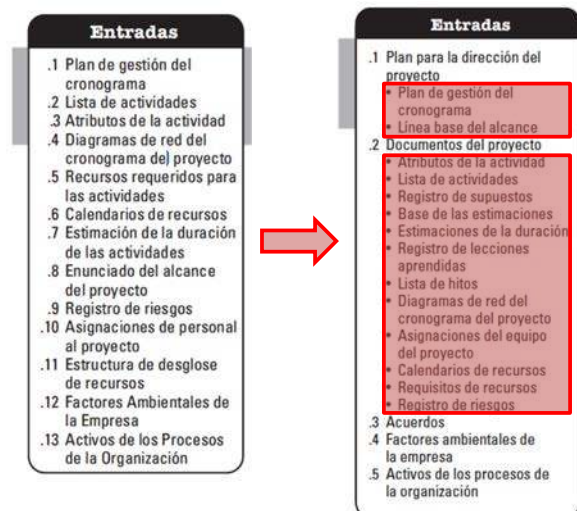 Entradas
.1 Plan de gestión del
cronograma
.2 Lista de actividades
.3 Atributos de la actividad
.4 Diagramas de red del
cronograma del proyecto
.5 Recursos requeridos para
las actividades
.6 Calendarios de recursos
.7 Estimación de la duración
de las actividades
.8 Enunciado del alcance
del proyecto
.9 Registro de riesgos
.10 Asignaciones de personal
al proyecto
.11 Estructura de desglose
de recursos
.12 Factores Ambientales de
la Empresa
.13 Activos de los Procesos
de la Organización
Entradas
.1 Plan para la dirección del
proyecto
• Plan de gestión del
cronograma
• Línea base del alcance
.2 Documentos del proyecto
• Atributos de la actividad
• Lista de actividades
• Registro de supuestos
• Base de las estimaciones
• Estimaciones de la duración
• Registro de lecciones
aprendidas
• Lista de hitos
• Diagramas de red del
cronograma del proyecto
• Asignaciones del equipo
del proyecto
• Calendarios de recursos
• Requisitos de recursos
• Registro de riesgos
.3 Acuerdos
.4 Factores ambientales de
la empresa
.5 Activos de los procesos de
la organización